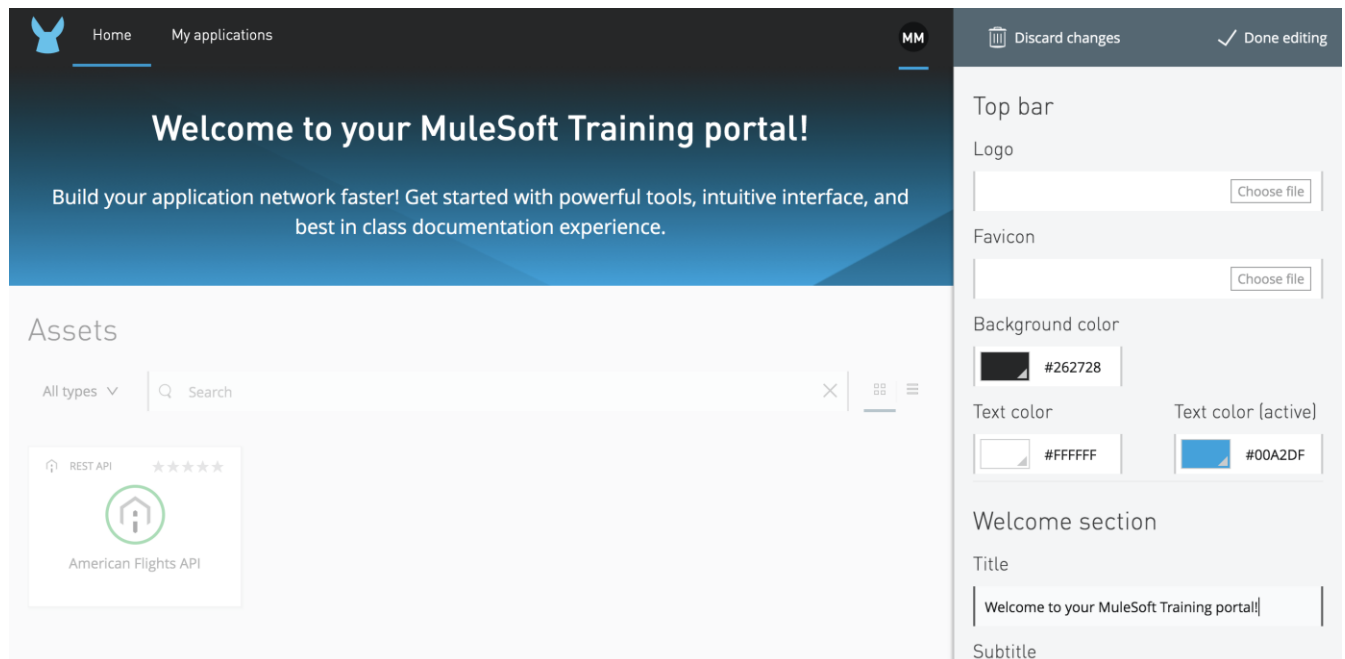 Home
My applications
MM
Discard changes
Done editing
Welcome to your MuleSoft Training portal!
Build your application network faster! Get started with powerful tools, intuitive interface, and
best in class documentation experience.
Assets
All types
Search
REST API
American Flights API
Top bar
Logo
Choose file
Favicon
Choose file
Background color
#262728
Text color
Text color (active)
#FFFFFF
#00A2DF
Welcome section
Title
Welcome to your MuleSoft Training portal!
Subtitle